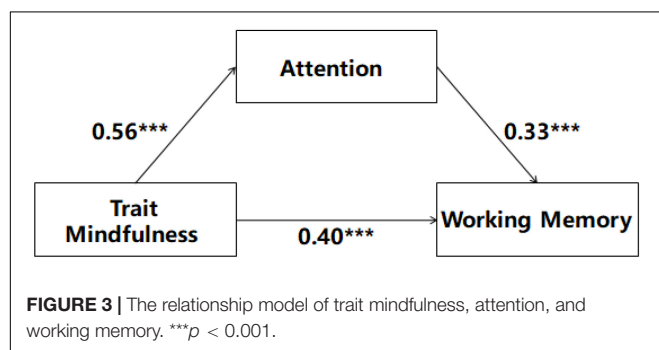 Attention
0.56***
0.33***
Trait
Mindfulness
Working Memory
0.40***
FIGURE 3 | The relationship model of trait mindfulness, attention, and
working memory. ***p < 0.001.